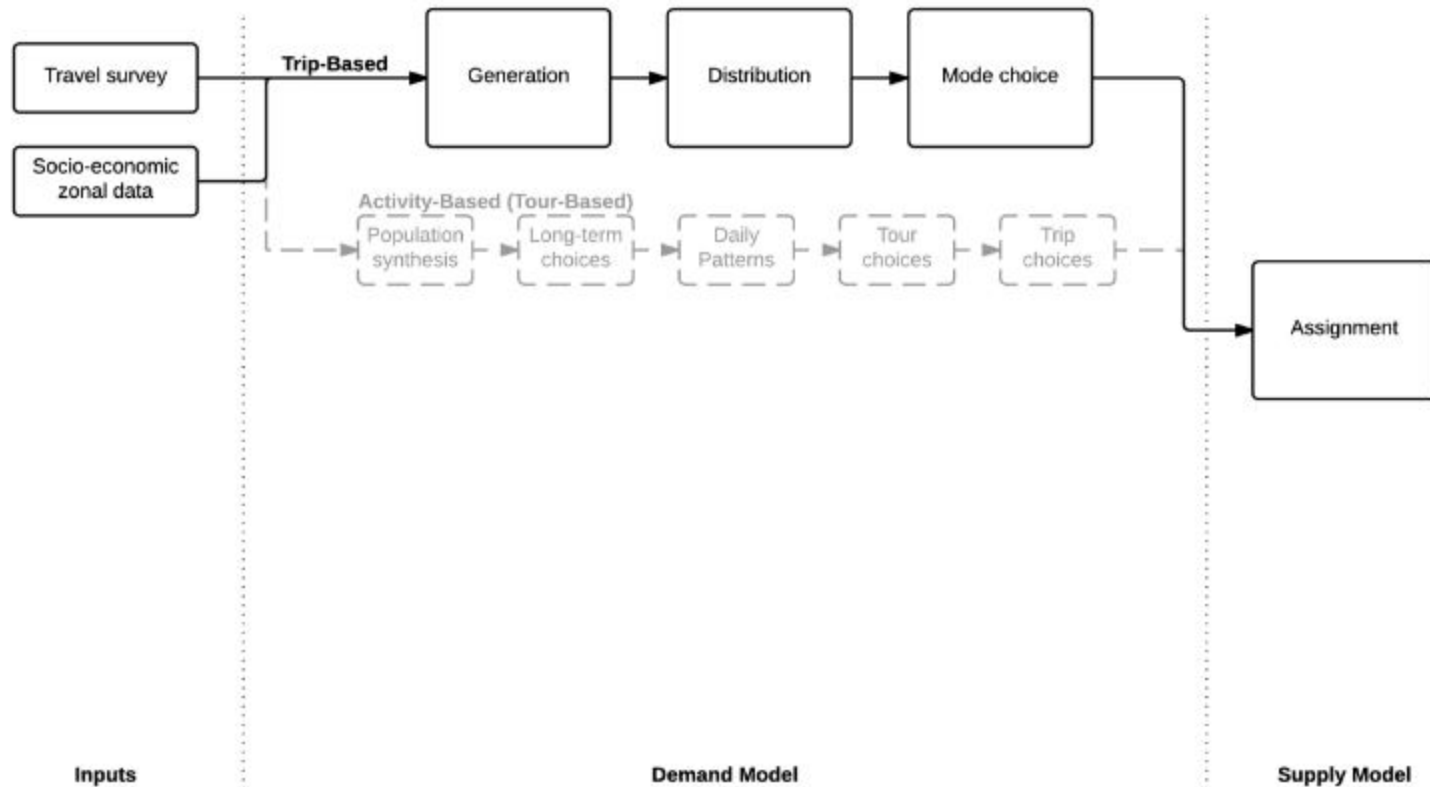 Travel survey
Socio-economic
zonal data
Trip-Based
Generation
Distribution
Mode choice
Activity-Based (Tour-Based)
Population
synthesis
Long-term
choices
Daily
Patterns
Tour
choices
Trip
choices
Assignment
Inputs
Demand Model
Supply Model